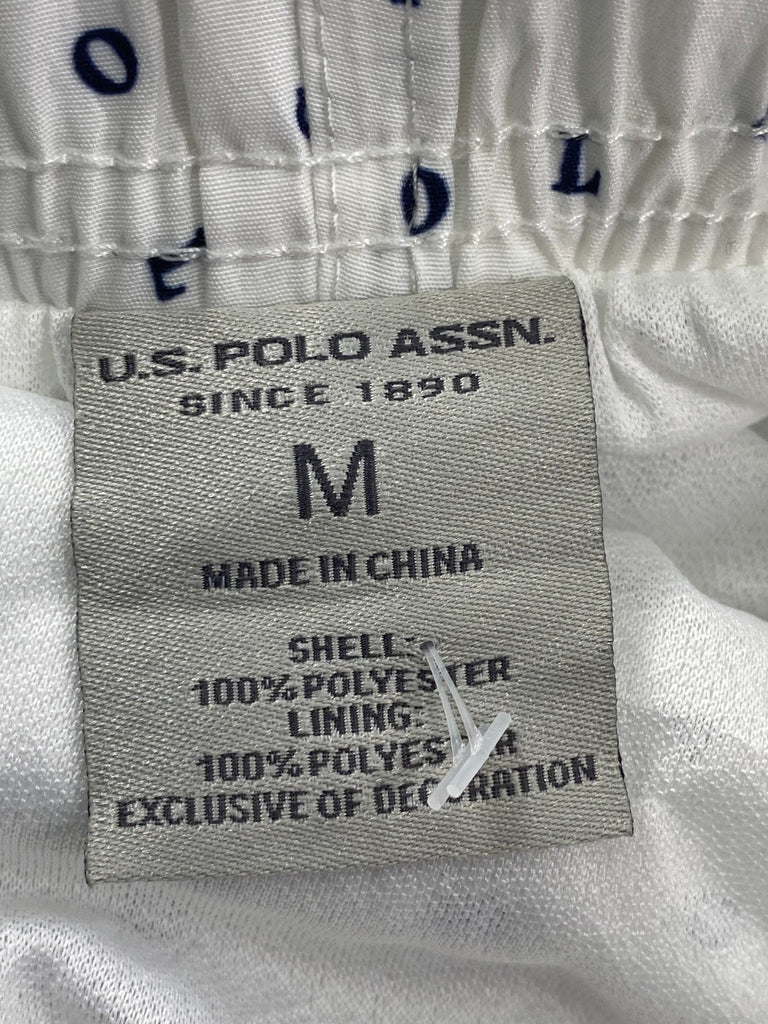 O
O L
E
U.S. POLO ASSN.
SINCE 1890
M
MADE IN CHINA
SHELL:
100% POLYESTER
LINING:
100% POLYESTER
EXCLUSIVE OF DECORATION